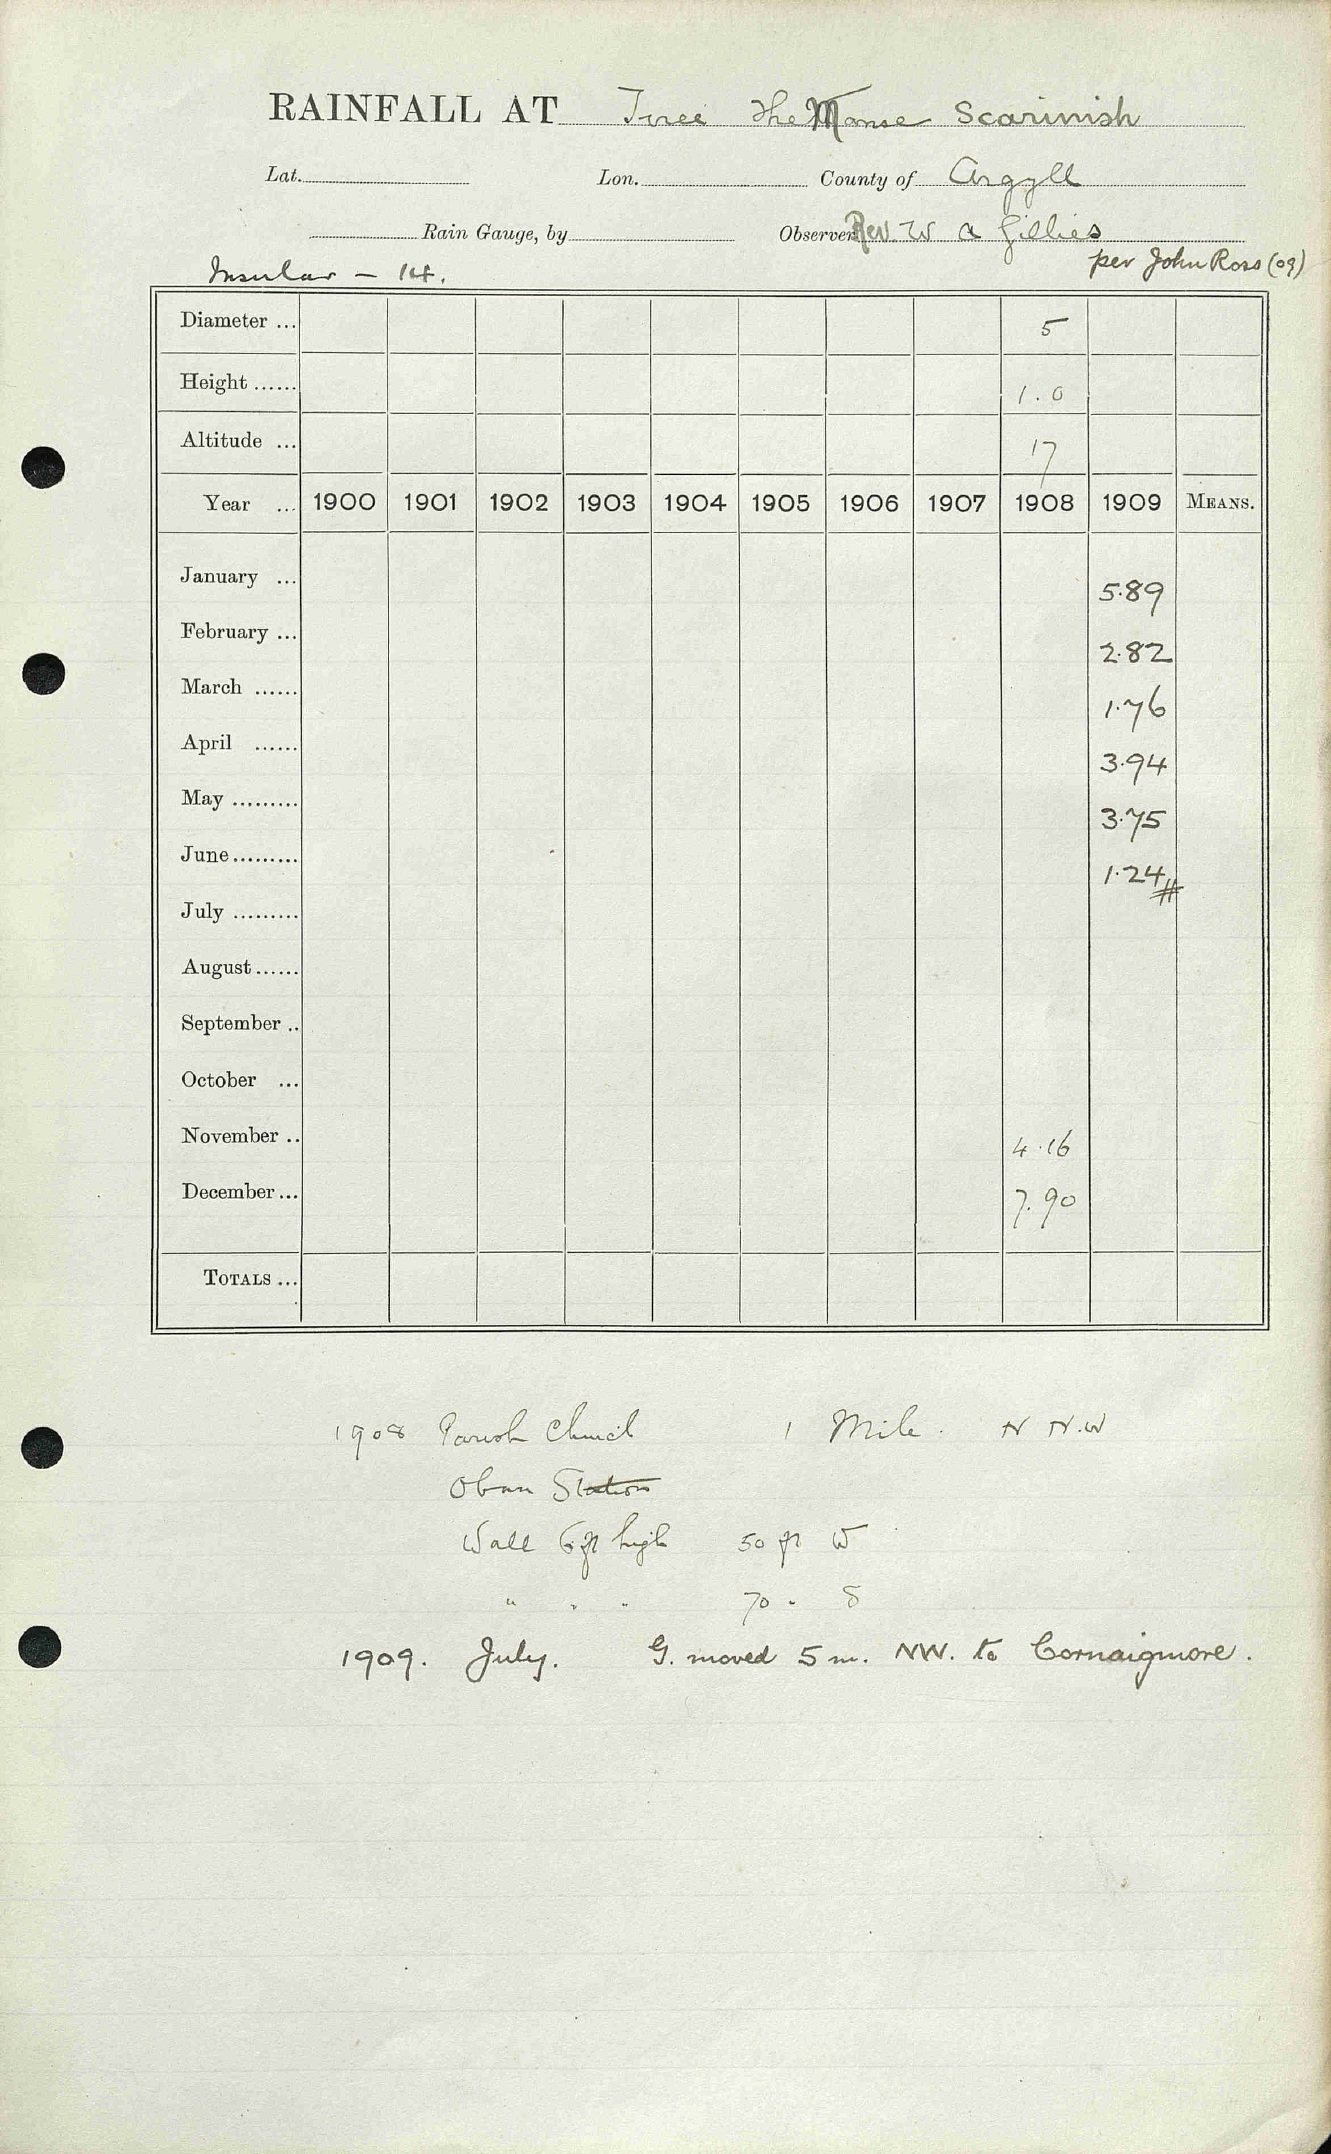 RAINFALL AT Tiree The Manse Scarinish
Lat. Lon. County of Argyll
Rain Gauge, by Observer Rev. W A Gillies
Insular – 14. per John Ross (09)
Diameter ... 5
Height ...... 1.0
Altitude ... 17
Year ... 1900 1901 1902 1903 1904 1905 1906 1907 1908 1909 MEANS.
January ... 5.89
February ... 2.82
March ...... 1.76
April ...... 3.94
May ......... 3.75
June......... 1.24 #
July .........
August......
September ..
October ...
November .. 4.16
December... 7.90
TOTALS ...
1908 Parish Church 1 Mile. N N.W
Oban Station
Wall 6 ft high 50 ft W
" " " 70 " S
1909. July. G. moved 5 m. NW. to Cornaigmore.